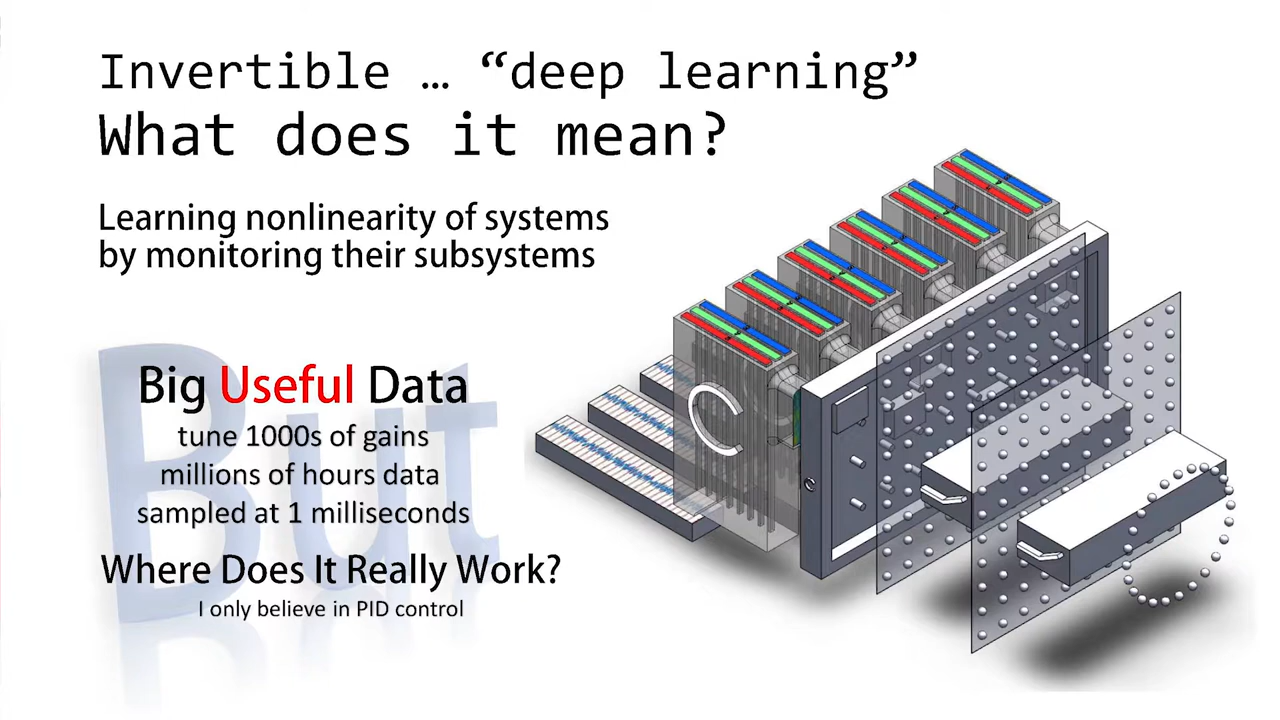 Invertible … “deep learning”
What does it mean?
Learning nonlinearity of systems
by monitoring their subsystems
But
Big Useful Data
tune 1000s of gains
millions of hours data
sampled at 1 milliseconds
Where Does It Really Work?
I only believe in PID control
C